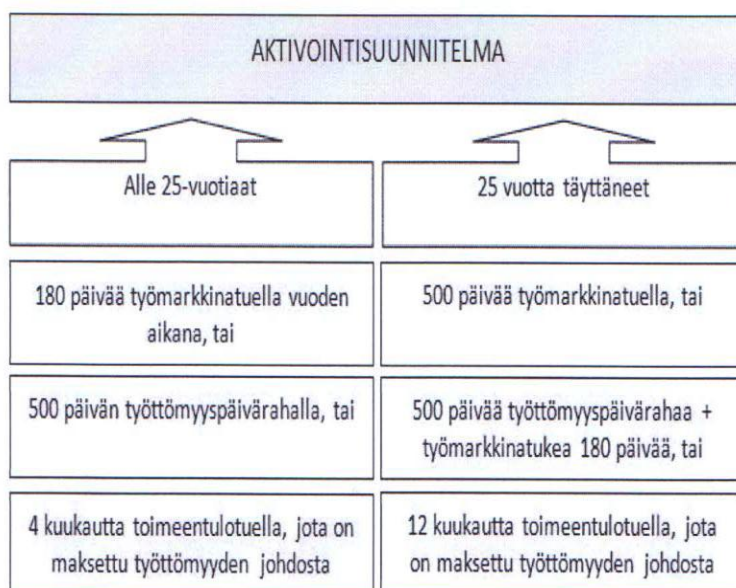 AKTIVOINTISUUNNITELMA
Alle 25-vuotiaat
25 vuotta täyttäneet
180 päivää työmarkkinatuella vuoden
aikana, tai
500 päivää työmarkkinatuella, tai
500 päivän työttömyyspäivärahalla, tai
500 päivää työttömyyspäivärahaa +
työmarkkinatukea 180 päivää, tai
4 kuukautta toimeentulotuella, jota on
maksettu työttömyyden johdosta
12 kuukautta toimeentulotuella, jota
on maksettu työttömyyden johdosta